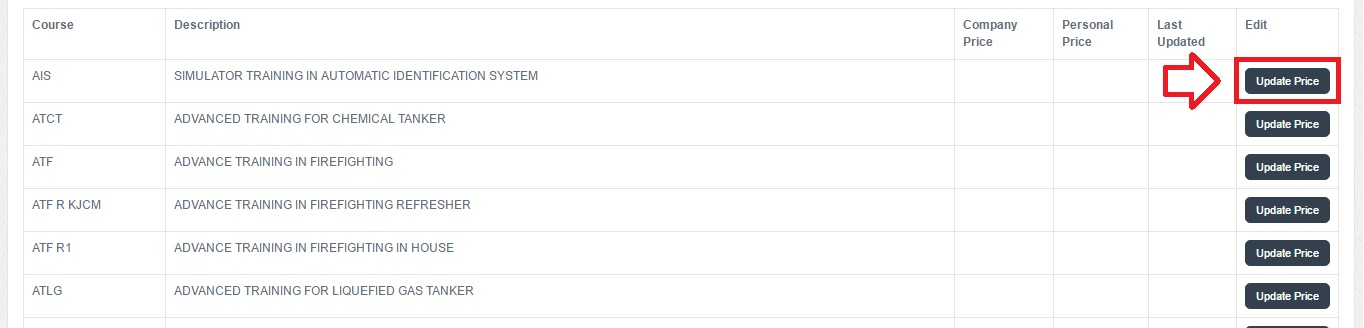 Course Description Company Price Personal Price Last Updated Edit
AIS SIMULATOR TRAINING IN AUTOMATIC IDENTIFICATION SYSTEM Update Price
ATCT ADVANCED TRAINING FOR CHEMICAL TANKER Update Price
ATF ADVANCE TRAINING IN FIREFIGHTING Update Price
ATF R KJCM ADVANCE TRAINING IN FIREFIGHTING REFRESHER Update Price
ATF R1 ADVANCE TRAINING IN FIREFIGHTING IN HOUSE Update Price
ATLG ADVANCED TRAINING FOR LIQUEFIED GAS TANKER Update Price